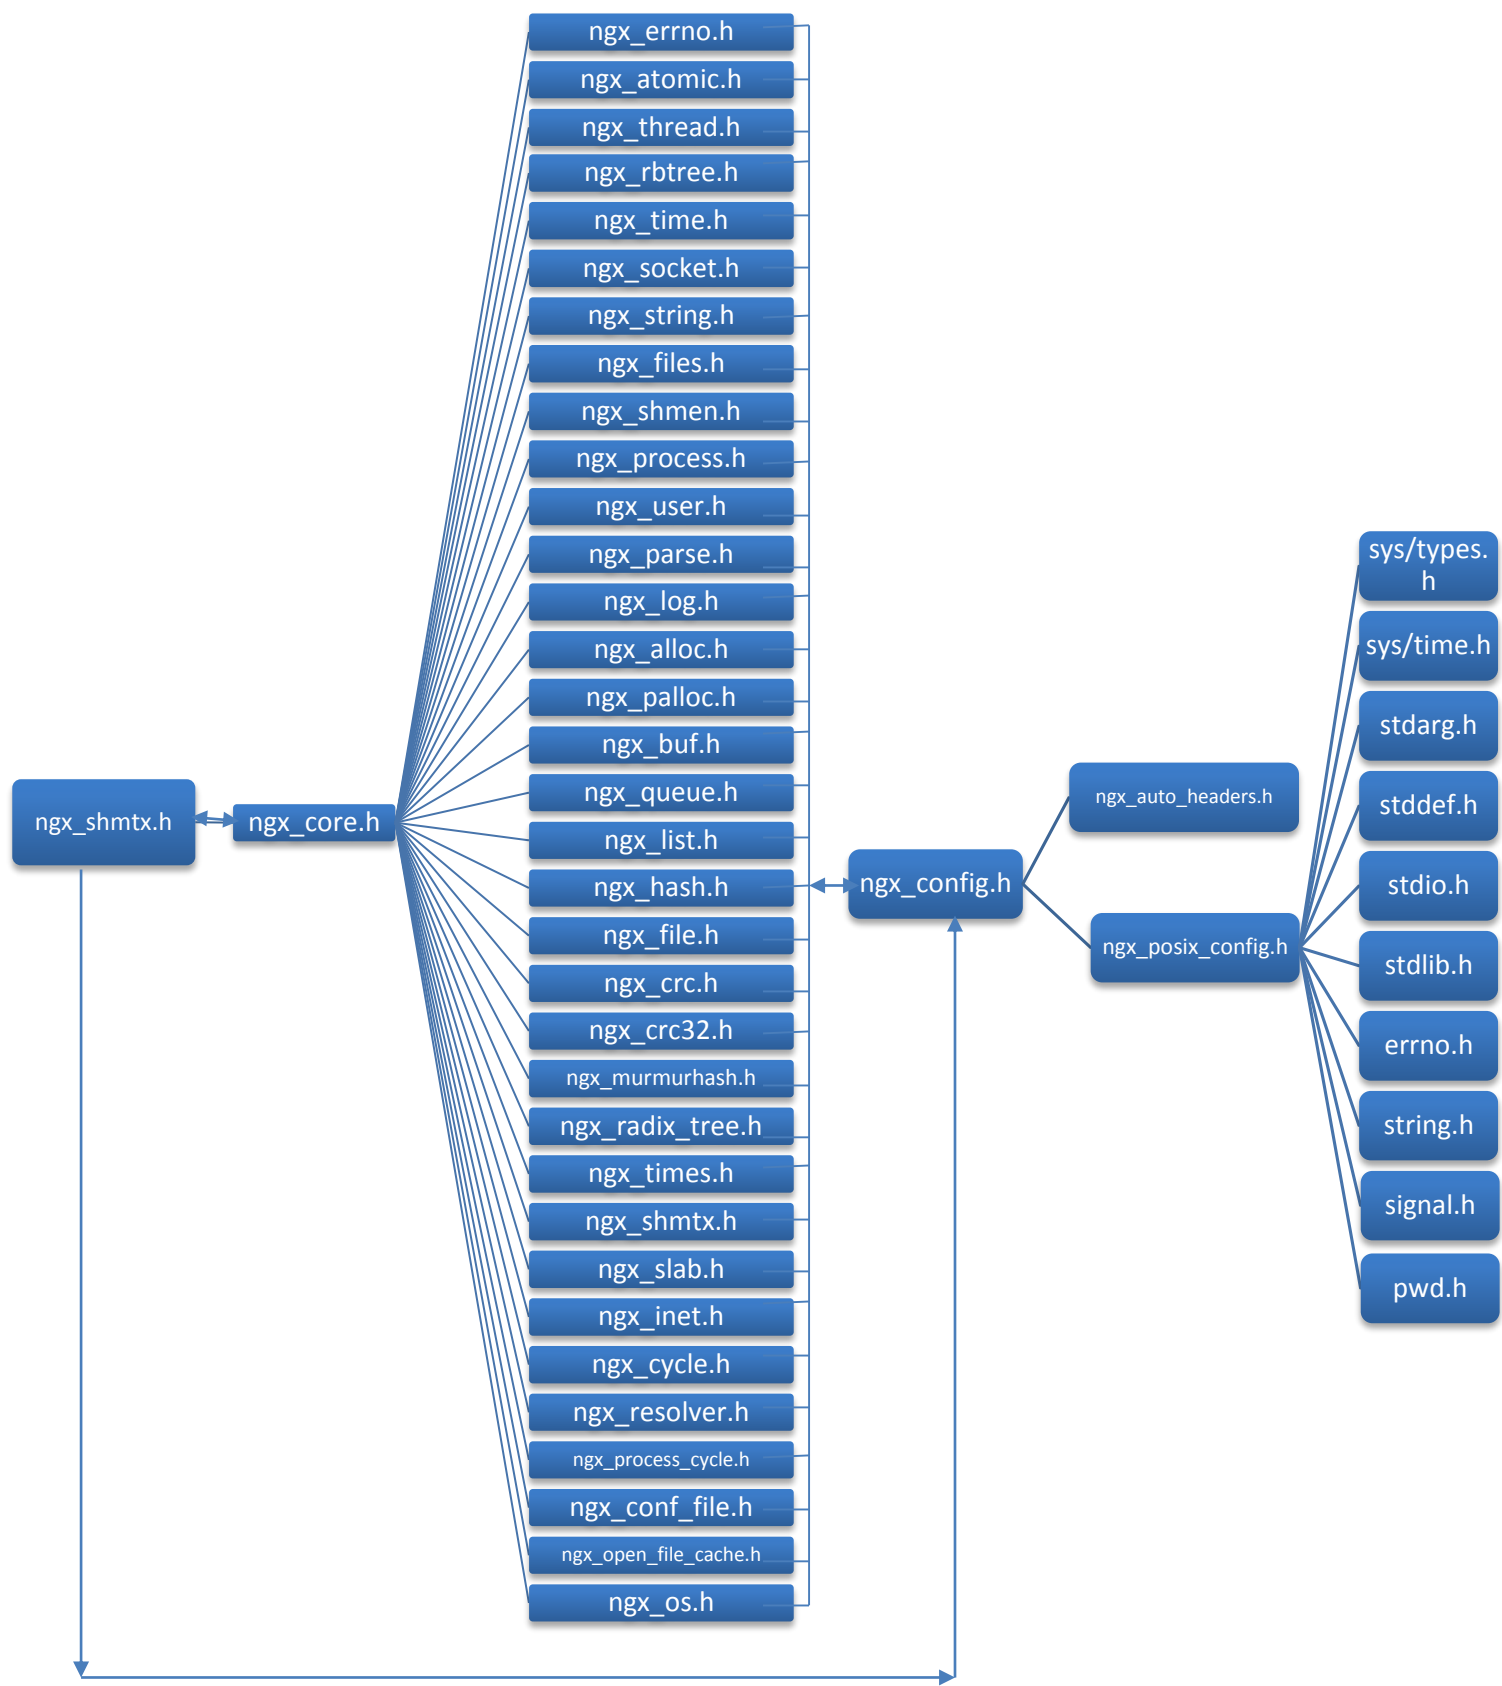 ngx_shmtx.h
ngx_core.h
ngx_errno.h
ngx_atomic.h
ngx_thread.h
ngx_rbtree.h
ngx_time.h
ngx_socket.h
ngx_string.h
ngx_files.h
ngx_shmen.h
ngx_process.h
ngx_user.h
ngx_parse.h
ngx_log.h
ngx_alloc.h
ngx_palloc.h
ngx_buf.h
ngx_queue.h
ngx_list.h
ngx_hash.h
ngx_file.h
ngx_crc.h
ngx_crc32.h
ngx_murmurhash.h
ngx_radix_tree.h
ngx_times.h
ngx_shmtx.h
ngx_slab.h
ngx_inet.h
ngx_cycle.h
ngx_resolver.h
ngx_process_cycle.h
ngx_conf_file.h
ngx_open_file_cache.h
ngx_os.h
ngx_config.h
ngx_auto_headers.h
ngx_posix_config.h
sys/types.
h
sys/time.h
stdarg.h
stddef.h
stdio.h
stdlib.h
errno.h
string.h
signal.h
pwd.h